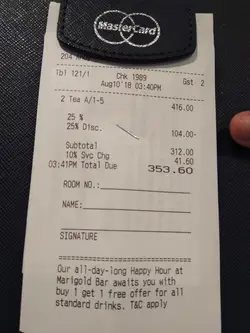 MasterCard
204
Tbl 121/1 Chk 1989 Gst 2
Aug10'18 03:40PM
2 Tea A/1-5 416.00
25 %
25% Disc. 104.00-
Subtotal 312.00
10% Svc Chg 41.60
03:41PM Total Due 353.60
ROOM NO.:
NAME:
SIGNATURE
Our all-day-long Happy Hour at
Marigold Bar awaits you with
buy 1 get 1 free offer for all
standard drinks. T&C apply